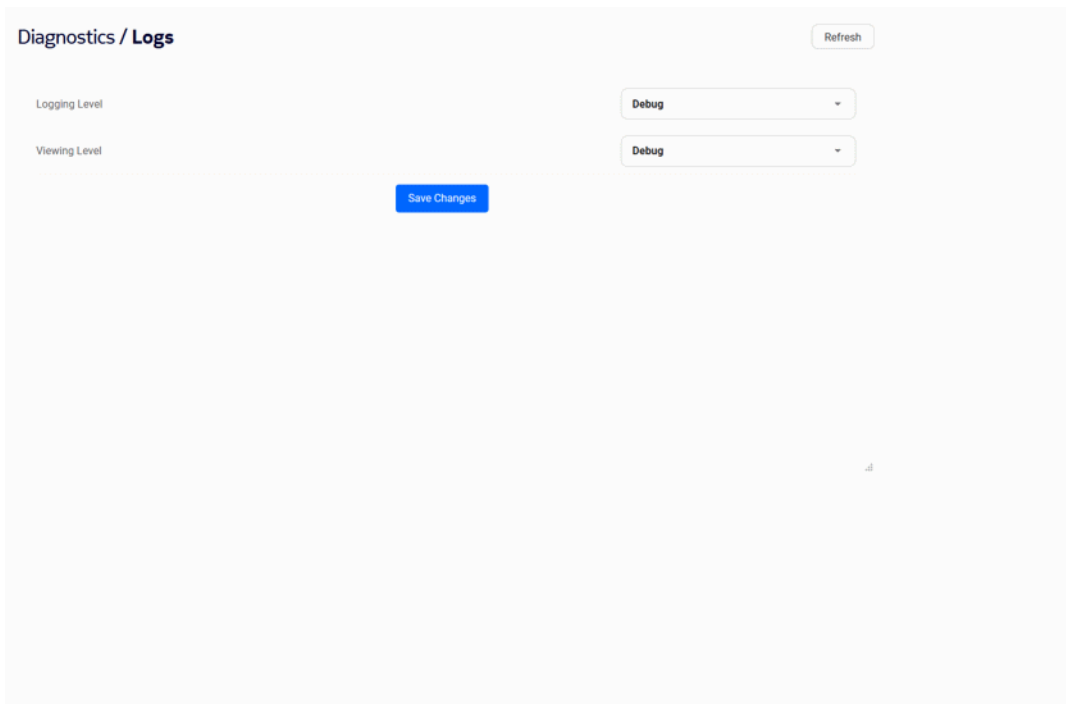 Diagnostics / Logs
Refresh
Logging Level
Debug
Viewing Level
Debug
Save Changes